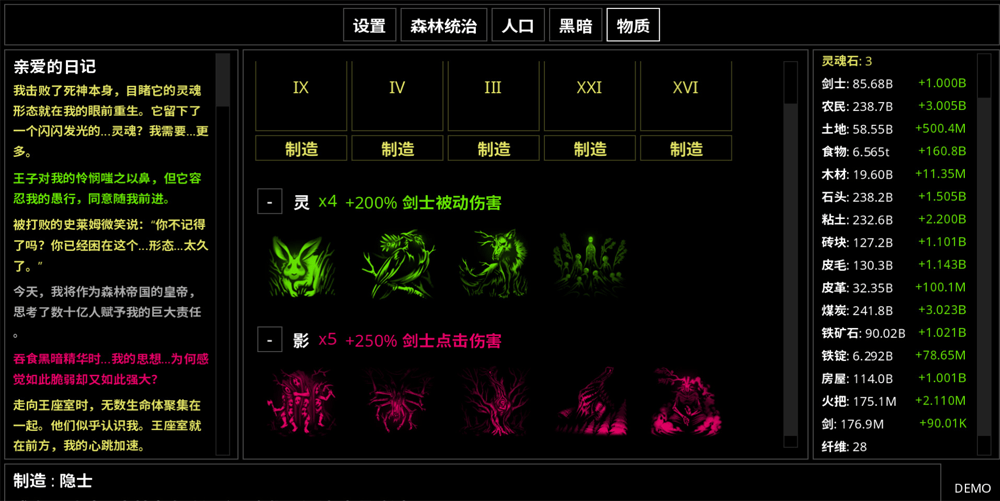 设置
森林统治
人口
黑暗
物质
亲爱的日记
我击败了死神本身，目睹它的灵魂
形态就在我的眼前重生。它留下了
一个闪闪发光的...灵魂？我需要...更
多。
王子对我的怜悯嗤之以鼻，但它容
忍我的愚行，同意随我前进。
被打败的史莱姆微笑说：“你不记得
了吗？你已经困在这个...形态...太久
了。”
今天，我将作为森林帝国的皇帝，
思考了数十亿人赋予我的巨大责任
。
吞食黑暗精华时...我的思想...为何感
觉如此脆弱却又如此强大？
走向王座室时，无数生命体聚集在
一起。他们似乎认识我。王座室就
在前方，我的心跳加速。
IX
IV
III
XXI
XVI
制造
制造
制造
制造
制造
- 灵 x4 +200% 剑士被动伤害
- 影 x5 +250% 剑士点击伤害
灵魂石: 3
剑士: 85.68B +1.000B
农民: 238.7B +3.005B
土地: 58.55B +500.4M
食物: 6.565t +160.8B
木材: 19.60B +11.35M
石头: 238.2B +1.505B
粘土: 232.6B +2.200B
砖块: 127.2B +1.101B
皮毛: 130.3B +1.143B
皮革: 32.35B +100.1M
煤炭: 241.8B +3.023B
铁矿石: 90.02B +1.021B
铁锭: 6.292B +78.65M
房屋: 114.0B +1.001B
火把: 175.1M +2.110M
剑: 176.9M +90.01K
纤维: 28
制造 : 隐士
DEMO